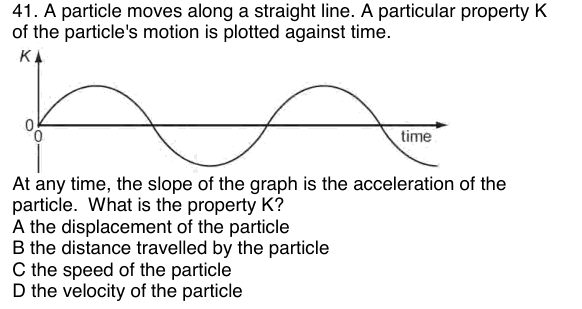 41. A particle moves along a straight line. A particular property K
of the particle's motion is plotted against time.
K
0
0
time
At any time, the slope of the graph is the acceleration of the
particle. What is the property K?
A the displacement of the particle
B the distance travelled by the particle
C the speed of the particle
D the velocity of the particle